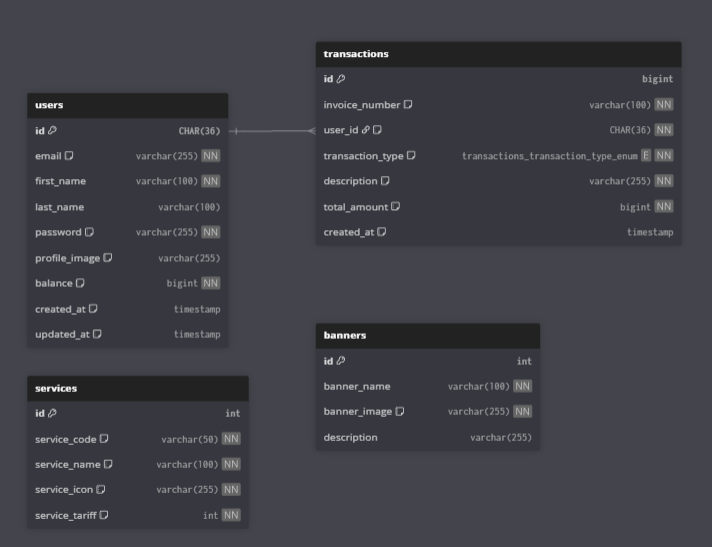 users
id CHAR(36)
email varchar(255) NN
first_name varchar(100) NN
last_name varchar(100)
password varchar(255) NN
profile_image varchar(255)
balance bigint NN
created_at timestamp
updated_at timestamp
transactions
id bigint
invoice_number varchar(100) NN
user_id CHAR(36) NN
transaction_type transactions_transaction_type_enum E NN
description varchar(255) NN
total_amount bigint NN
created_at timestamp
services
id int
service_code varchar(50) NN
service_name varchar(100) NN
service_icon varchar(255) NN
service_tariff int NN
banners
id int
banner_name varchar(100) NN
banner_image varchar(255) NN
description varchar(255)